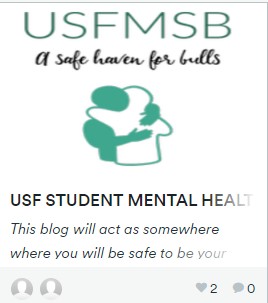 USFMSB
A safe haven for bulls
USF STUDENT MENTAL HEALT
This blog will act as somewhere
where you will be safe to be your
2 0